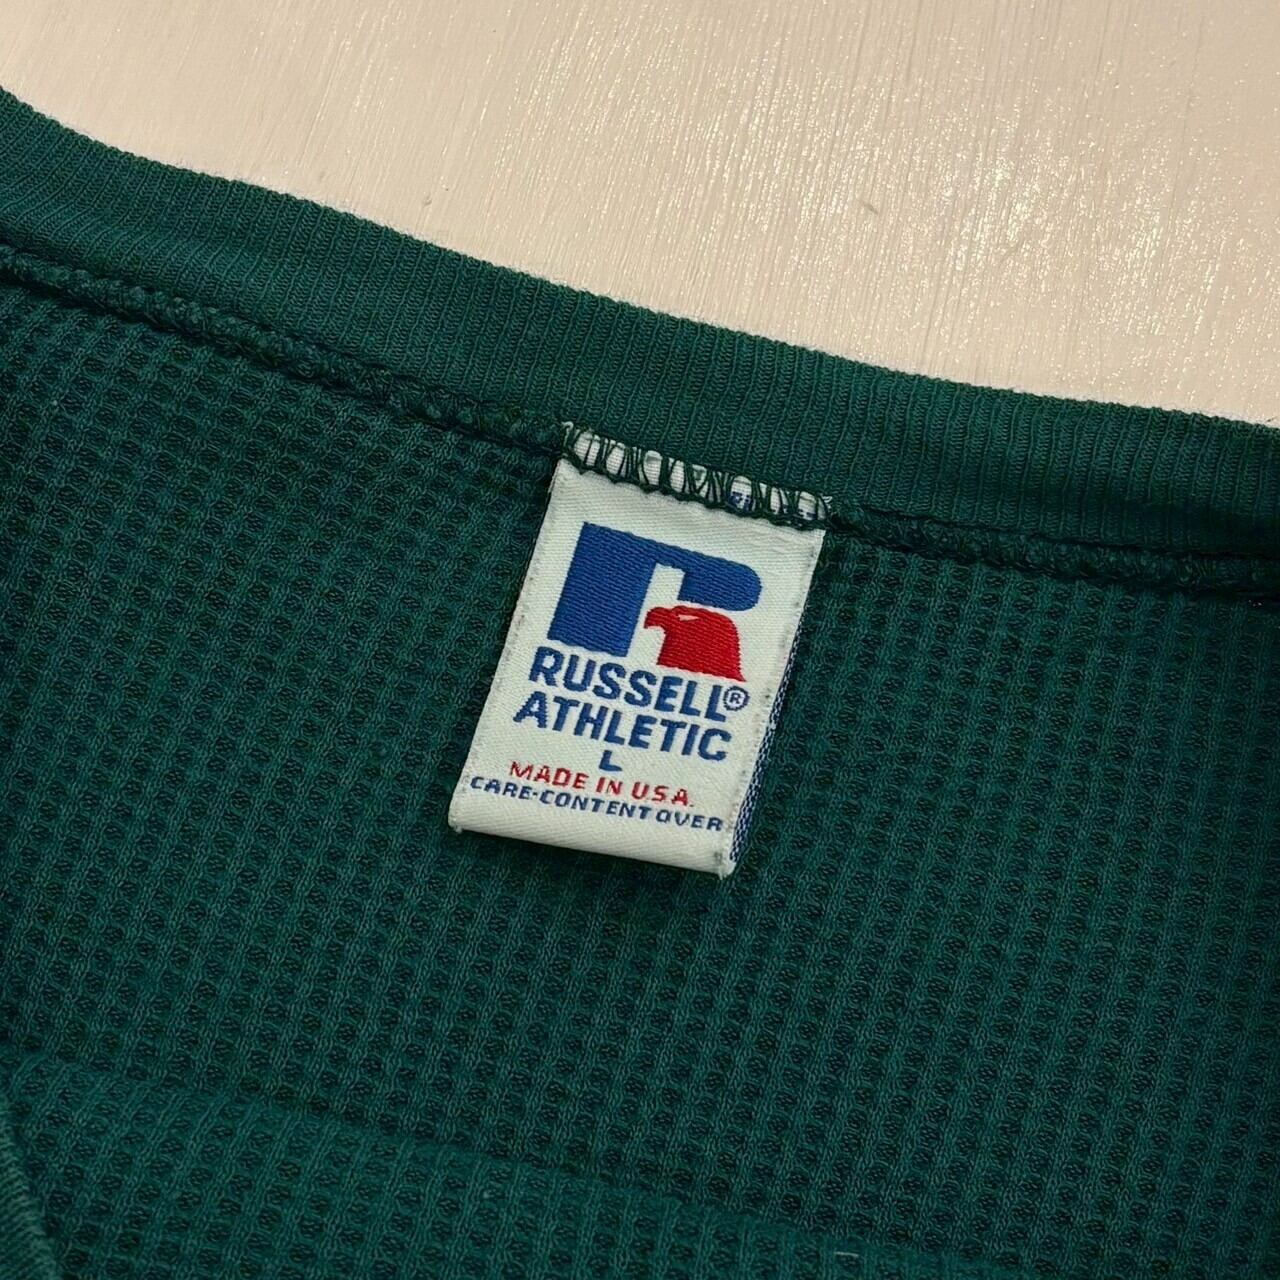 RUSSELL®
ATHLETIC
L
MADE IN U.S.A.
CARE-CONTENT OVER